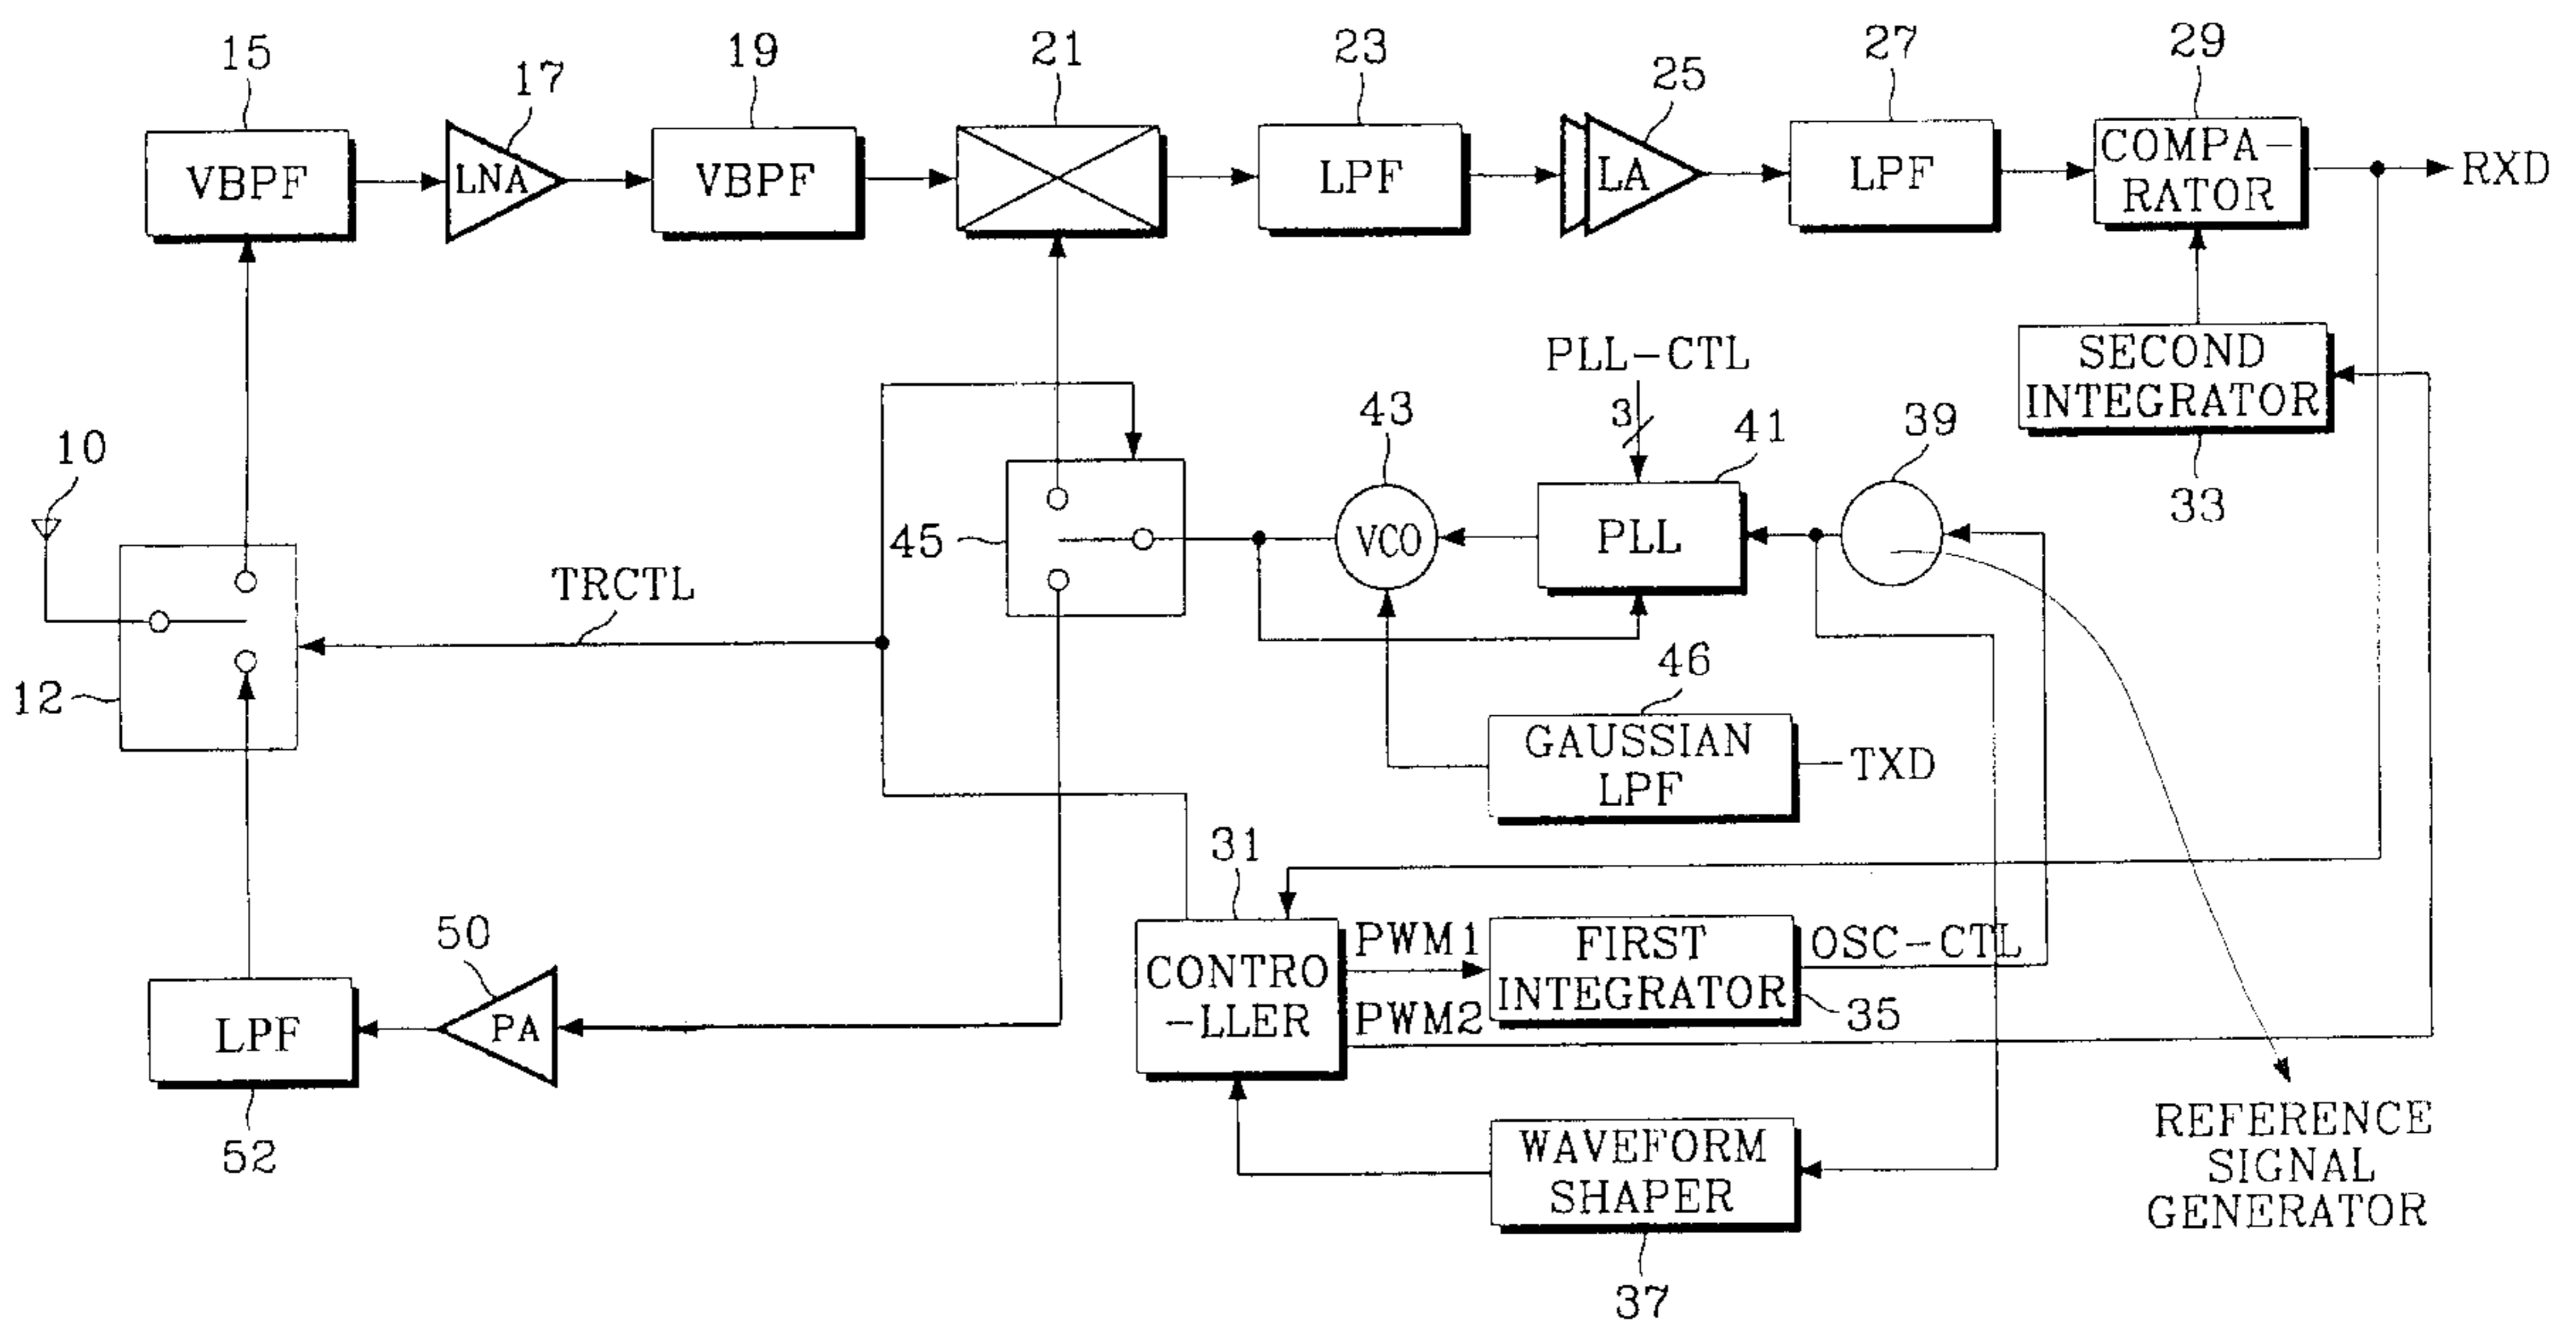 15
17
19
21
23
25
27
29
VBPF
LNA
VBPF
LPF
LA
LPF
COMPA-
RATOR
RXD
PLL-CTL
3
SECOND
INTEGRATOR
33
10
43
41
39
45
VCO
PLL
TRCTL
12
46
GAUSSIAN
LPF
TXD
31
50
PWM1
FIRST
INTEGRATOR
OSC-CTL
35
CONTRO
-LLER
PWM2
LPF
PA
52
WAVEFORM
SHAPER
37
REFERENCE
SIGNAL
GENERATOR